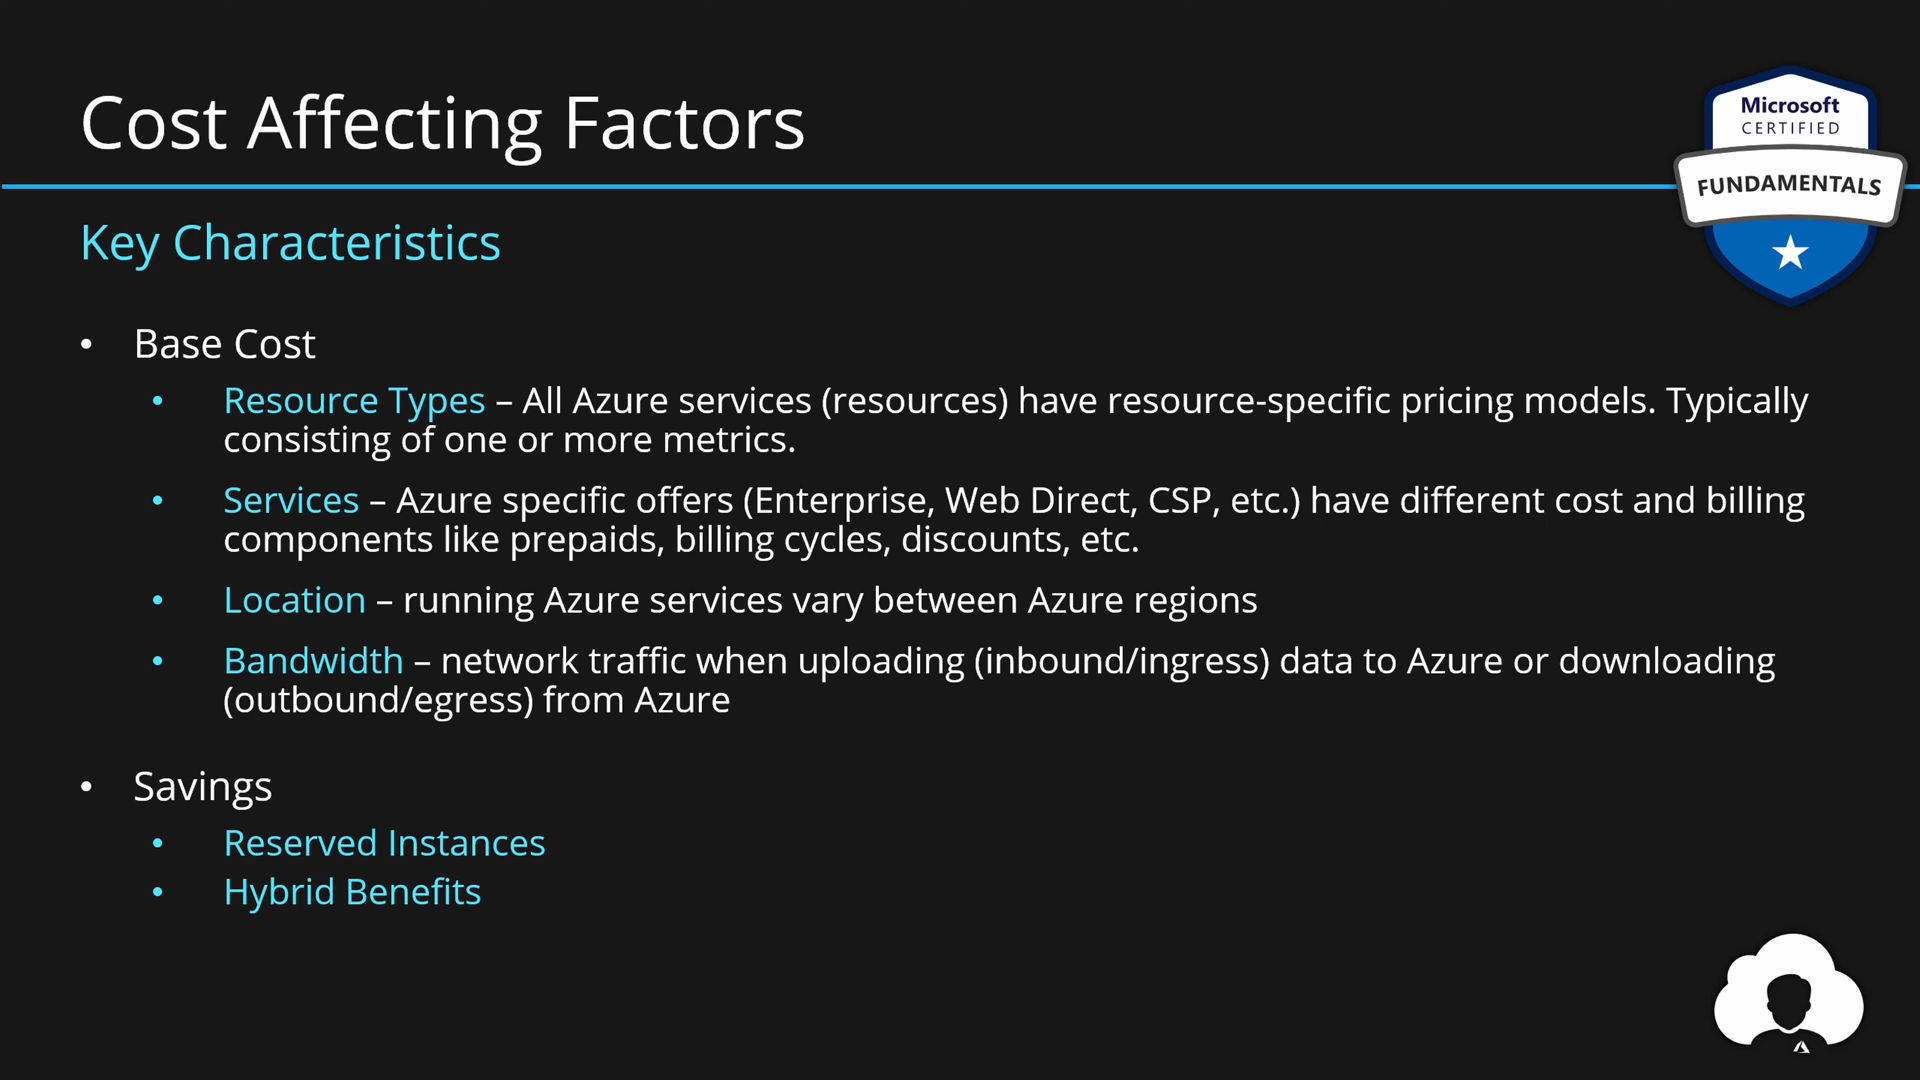 Cost Affecting Factors
Microsoft
CERTIFIED
FUNDAMENTALS
Key Characteristics
• Base Cost
• Resource Types – All Azure services (resources) have resource-specific pricing models. Typically
consisting of one or more metrics.
• Services – Azure specific offers (Enterprise, Web Direct, CSP, etc.) have different cost and billing
components like prepaids, billing cycles, discounts, etc.
• Location – running Azure services vary between Azure regions
• Bandwidth – network traffic when uploading (inbound/ingress) data to Azure or downloading
(outbound/egress) from Azure
• Savings
• Reserved Instances
• Hybrid Benefits